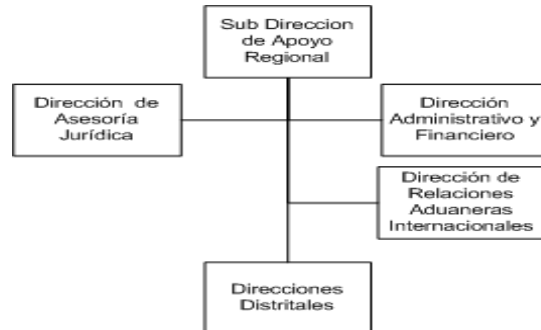 Sub Direccion
de Apoyo
Regional
Dirección de
Asesoría
Jurídica
Dirección
Administrativo y
Financiero
Dirección de
Relaciones
Aduaneras
Internacionales
Direcciones
Distritales